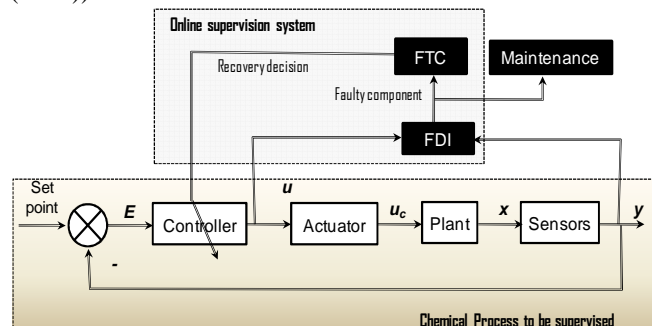 Online supervision system
FTC
Maintenance
Recovery decision
Faulty component
FDI
Set
point
E
Controller
u
Actuator
uc
Plant
x
Sensors
y
-
Chemical Process to be supervised